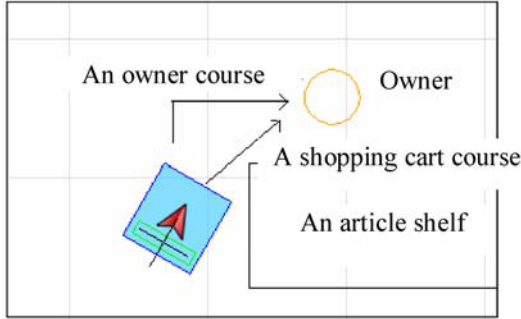 An owner course
Owner
A shopping cart course
An article shelf